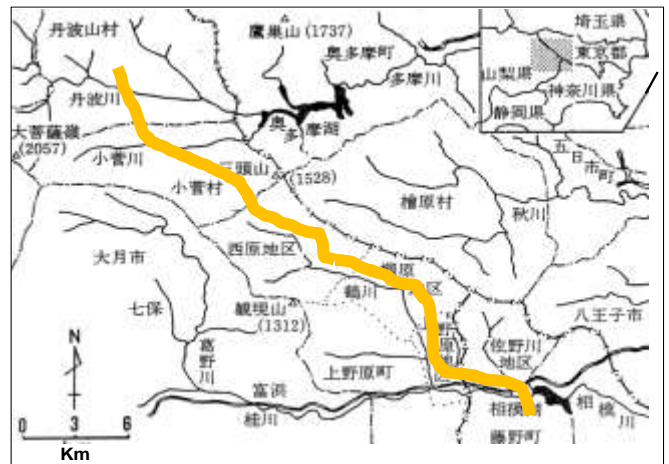 丹波山村
鷹巣山(1737)
奥多摩町
多摩川
埼玉県
東京都
山梨県
神奈川県
静岡県
丹波川
奥多摩湖
大菩薩嶺
(2057)
小菅川
三頭山
(1528)
小菅村
五日市町
檜原村
秋川
大月市
西原地区
棡原
区
鶴川
七保
権現山
(1312)
八王子市
佐野川
地区
葛野川
上野原町
富浜
桂川
相模湖
相模川
藤野町
N
0 3 6
Km